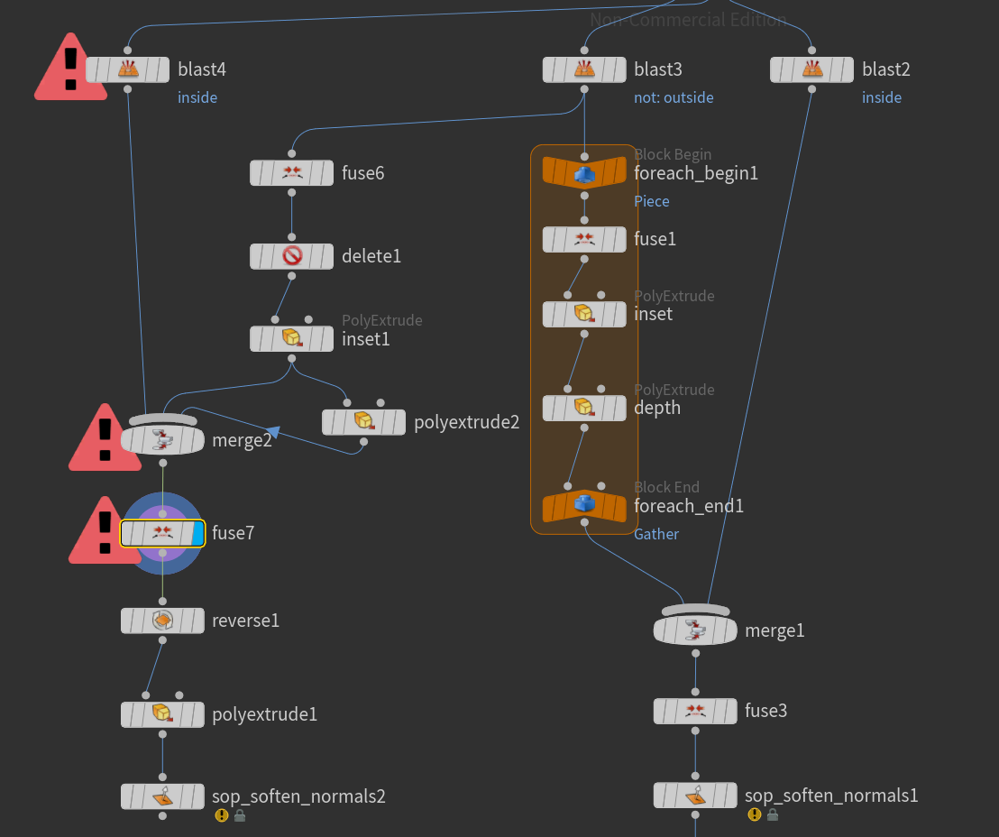 Non-Commercial Edition
blast4
inside
blast3
not: outside
blast2
inside
fuse6
Block Begin
foreach_begin1
Piece
delete1
fuse1
PolyExtrude
inset
PolyExtrude
inset1
polyextrude2
PolyExtrude
depth
merge2
Block End
foreach_end1
Gather
fuse7
reverse1
merge1
polyextrude1
fuse3
sop_soften_normals2
sop_soften_normals1